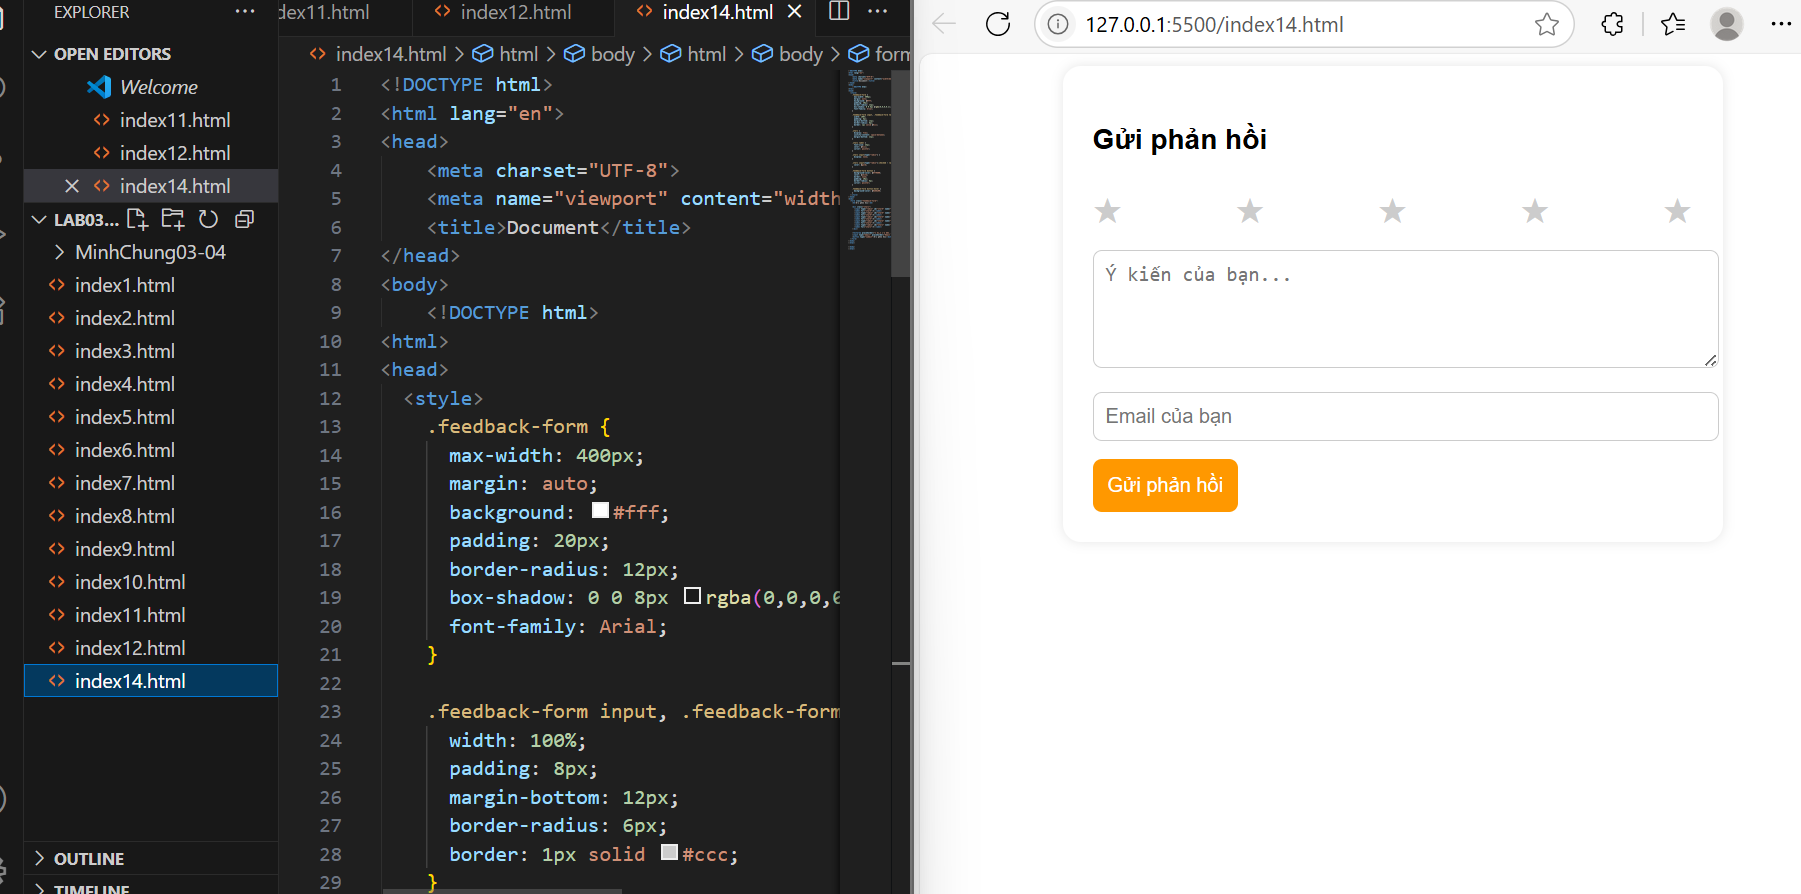 EXPLORER
OPEN EDITORS
Welcome
index11.html
index12.html
index14.html
LAB03...
MinhChung03-04
index1.html
index2.html
index3.html
index4.html
index5.html
index6.html
index7.html
index8.html
index9.html
index10.html
index11.html
index12.html
index14.html
OUTLINE
TIMELINE
dex11.html index12.html index14.html
index14.html > html > body > html > body > form
1 <!DOCTYPE html>
2 <html lang="en">
3 <head>
4 <meta charset="UTF-8">
5 <meta name="viewport" content="width
6 <title>Document</title>
7 </head>
8 <body>
9 <!DOCTYPE html>
10 <html>
11 <head>
12 <style>
13 .feedback-form {
14 max-width: 400px;
15 margin: auto;
16 background: #fff;
17 padding: 20px;
18 border-radius: 12px;
19 box-shadow: 0 0 8px rgba(0,0,0,0
20 font-family: Arial;
21 }
22
23 .feedback-form input, .feedback-form
24 width: 100%;
25 padding: 8px;
26 margin-bottom: 12px;
27 border-radius: 6px;
28 border: 1px solid #ccc;
29 }
127.0.0.1:5500/index14.html
Gửi phản hồi
Ý kiến của bạn...
Email của bạn
Gửi phản hồi